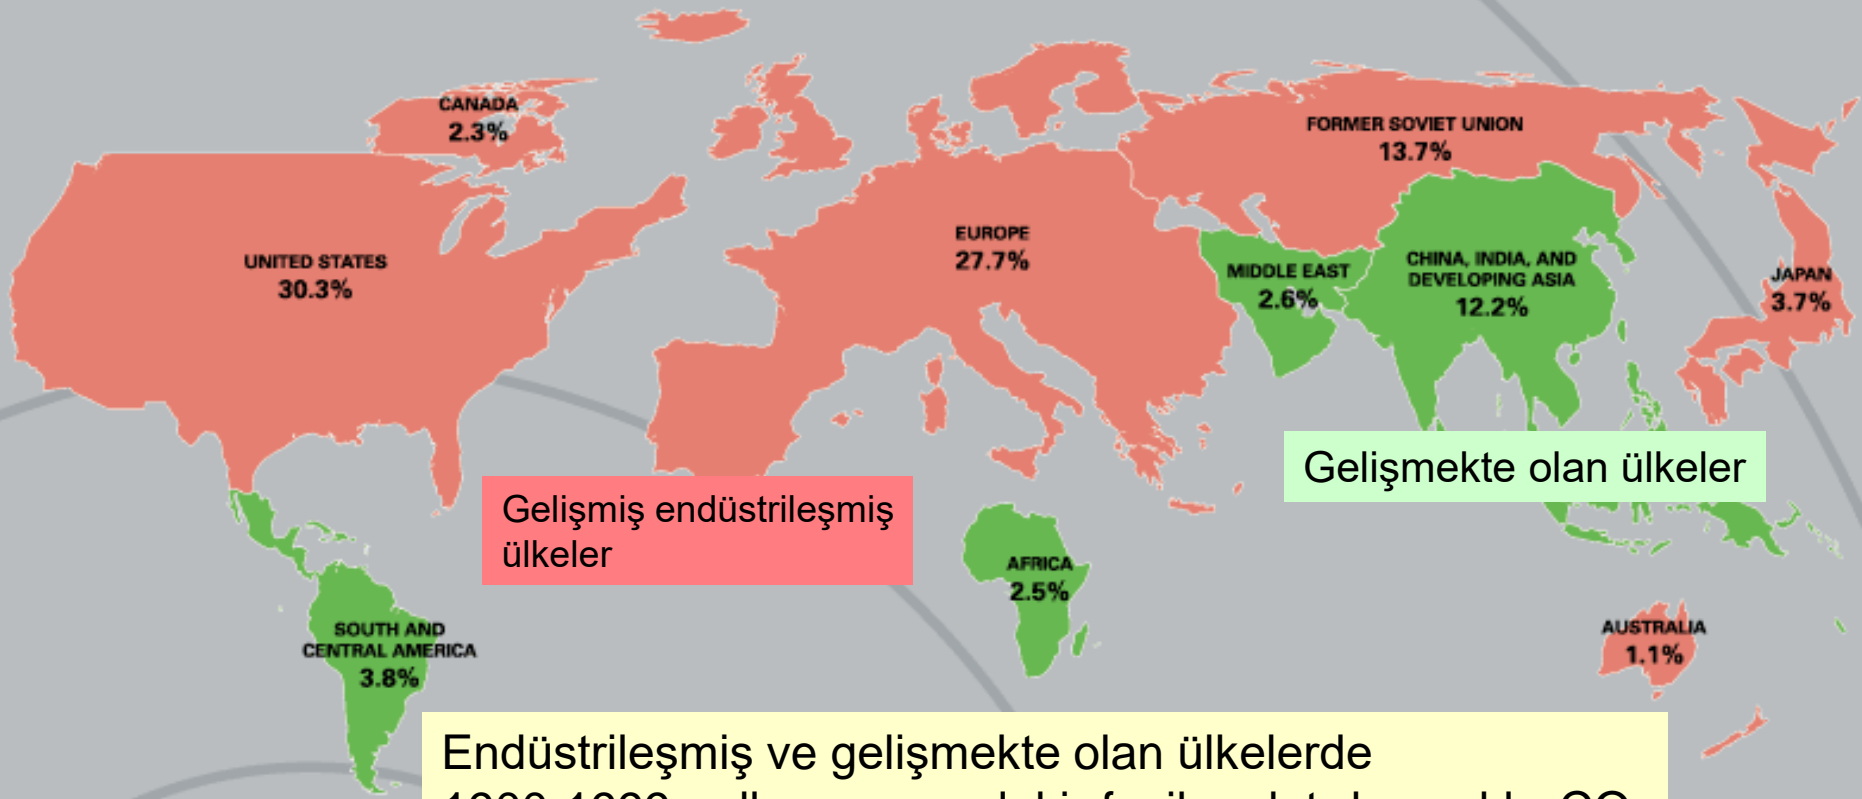 CANADA
2.3%
FORMER SOVIET UNION
13.7%
UNITED STATES
30.3%
EUROPE
27.7%
MIDDLE EAST
2.6%
CHINA, INDIA, AND
DEVELOPING ASIA
12.2%
JAPAN
3.7%
Gelişmekte olan ülkeler
Gelişmiş endüstrileşmiş
ülkeler
AFRICA
2.5%
SOUTH AND
CENTRAL AMERICA
3.8%
AUSTRALIA
1.1%
Endüstrileşmiş ve gelişmekte olan ülkelerde